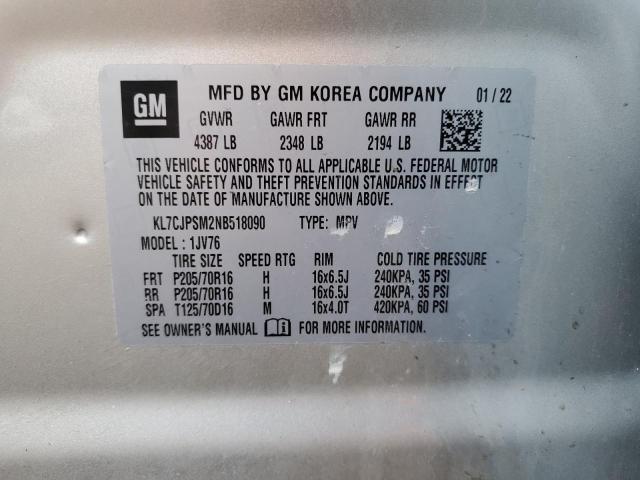 GM MFD BY GM KOREA COMPANY 01 / 22
GVWR GAWR FRT GAWR RR
4387 LB 2348 LB 2194 LB
THIS VEHICLE CONFORMS TO ALL APPLICABLE U.S. FEDERAL MOTOR
VEHICLE SAFETY AND THEFT PREVENTION STANDARDS IN EFFECT
ON THE DATE OF MANUFACTURE SHOWN ABOVE.
KL7CJPSM2NB518090 TYPE: MPV
MODEL : 1JV76
TIRE SIZE SPEED RTG RIM COLD TIRE PRESSURE
FRT P205/70R16 H 16x6.5J 240KPA, 35 PSI
RR P205/70R16 H 16x6.5J 240KPA, 35 PSI
SPA T125/70D16 M 16x4.0T 420KPA, 60 PSI
SEE OWNER'S MANUAL FOR MORE INFORMATION.